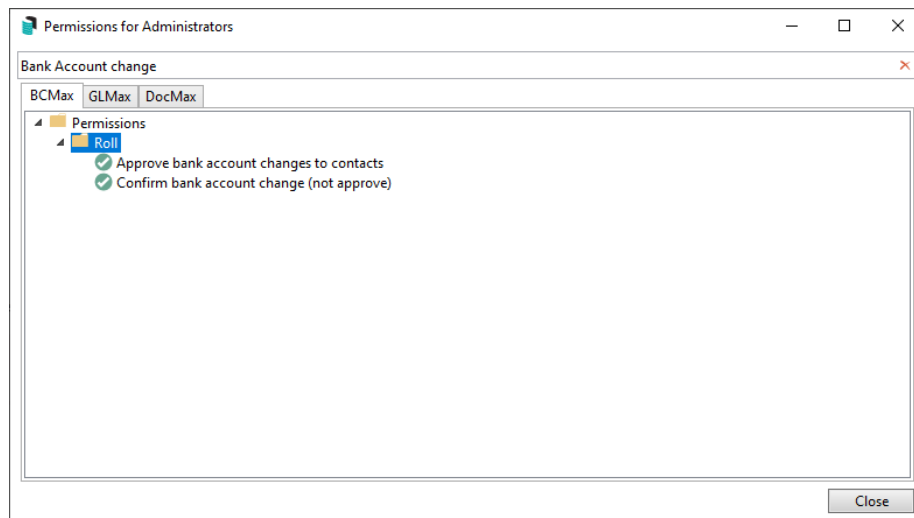 Permissions for Administrators
Bank Account change
BCMax GLMax DocMax
Permissions
Roll
Approve bank account changes to contacts
Confirm bank account change (not approve)
Close